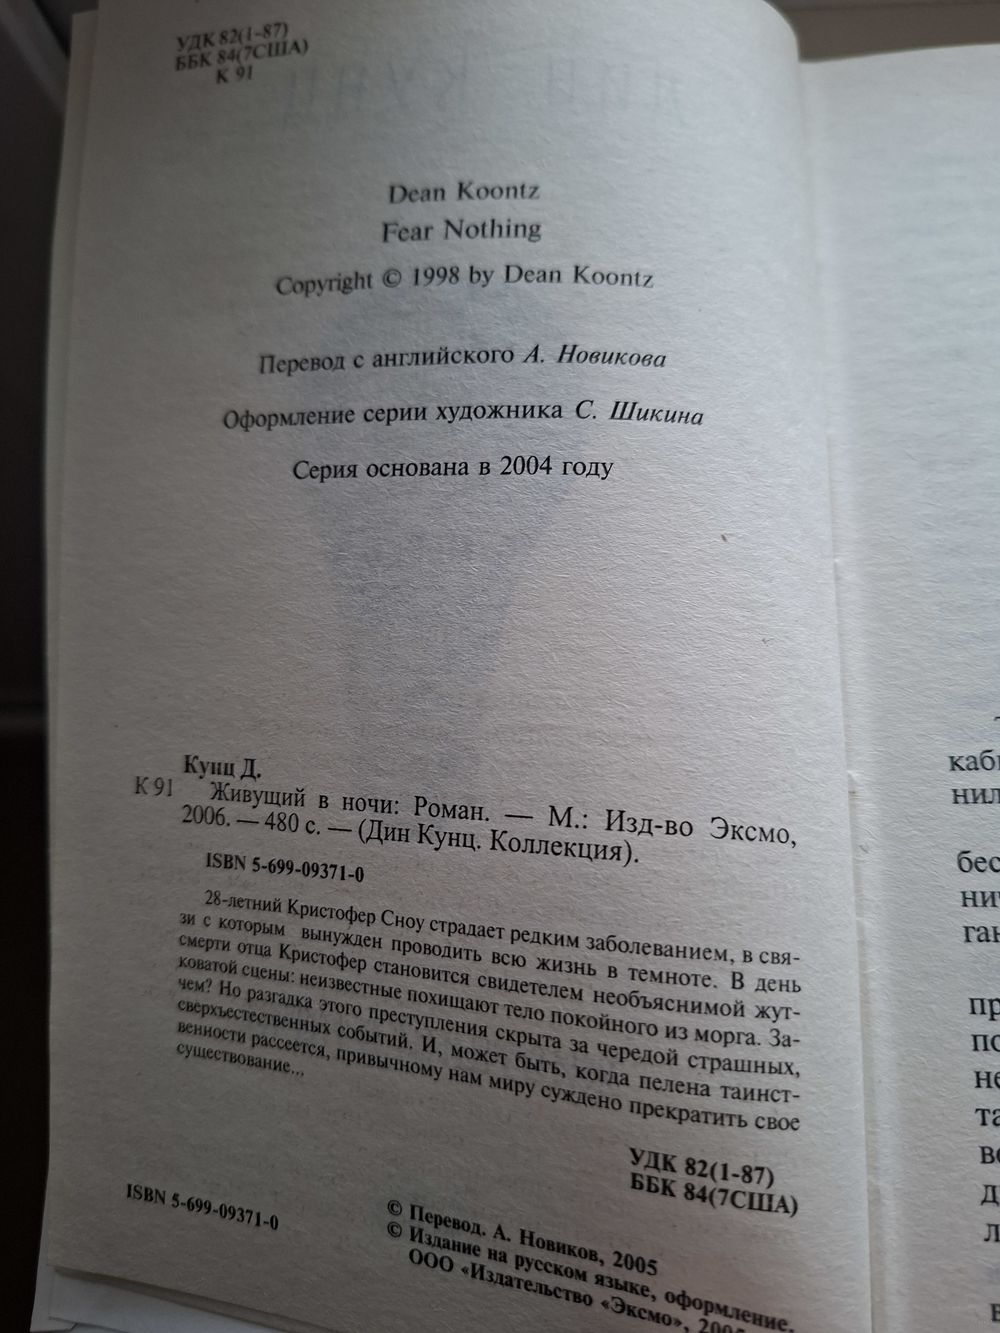 УДК 82(1-87)
ББК 84(7США)
К 91
Dean Koontz
Fear Nothing
Copyright © 1998 by Dean Koontz
Перевод с английского А. Новикова
Оформление серии художника С. Шикина
Серия основана в 2004 году
Кунц Д.
К 91 Живущий в ночи: Роман. — М.: Изд-во Эксмо,
2006. — 480 с. — (Дин Кунц. Коллекция).
ISBN 5-699-09371-0
28-летний Кристофер Сноу страдает редким заболеванием, в свя-
зи с которым вынужден проводить всю жизнь в темноте. В день
смерти отца Кристофер становится свидетелем необъяснимой жут-
коватой сцены: неизвестные похищают тело покойного из морга. За-
чем? Но разгадка этого преступления скрыта за чередой страшных,
сверхъестественных событий. И, может быть, когда пелена таинст-
венности рассеется, привычному нам миру суждено прекратить свое
существование...
УДК 82(1-87)
ББК 84(7США)
ISBN 5-699-09371-0
© Перевод. А. Новиков, 2005
© Издание на русском языке, оформление.
ООО «Издательство «Эксмо»,
каби
нил
бес
нич
ган
пр
по
не
та
во
л